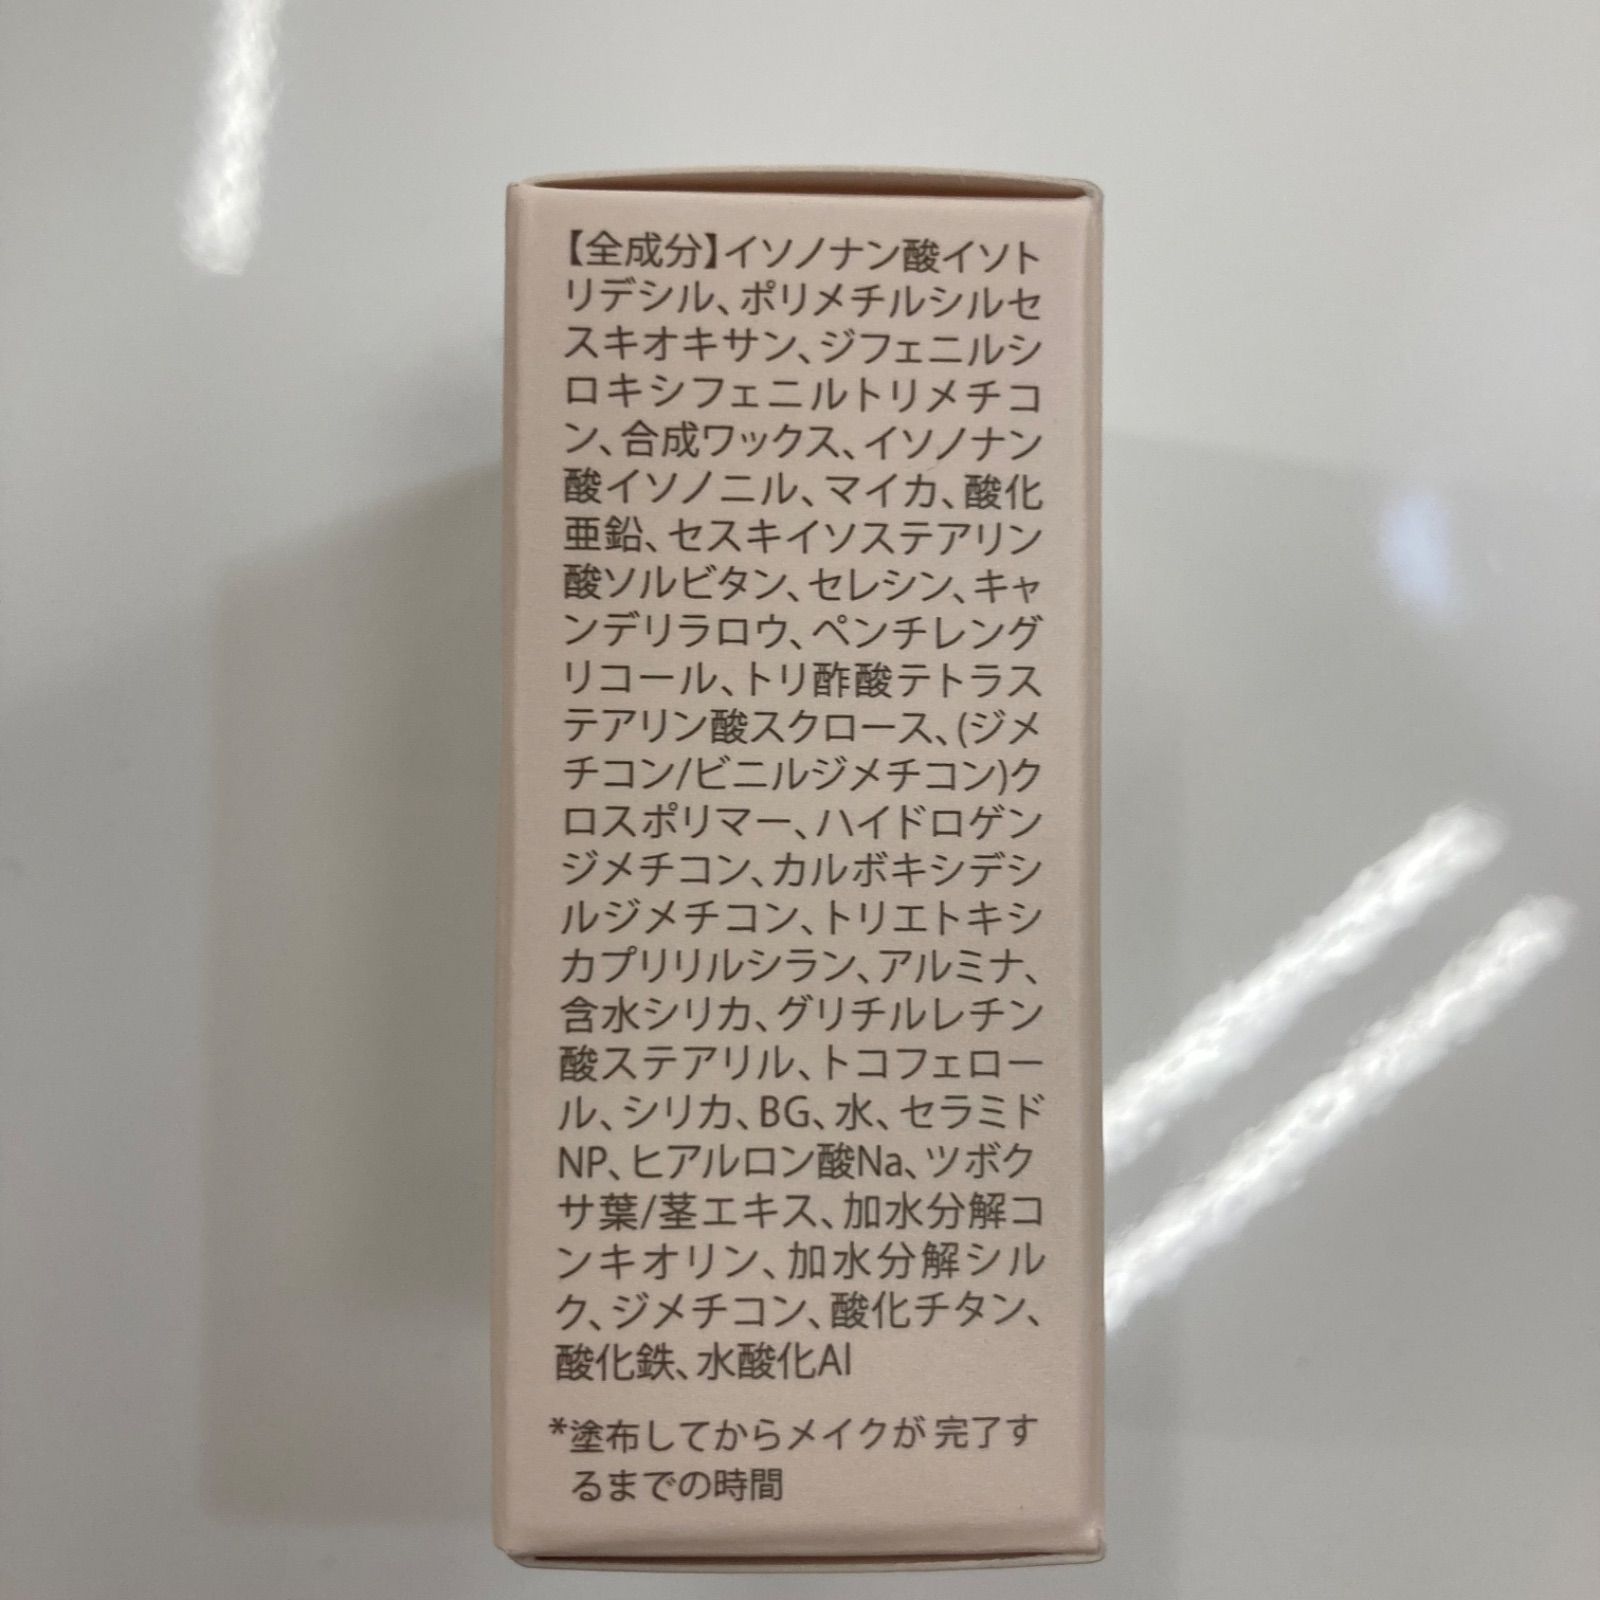 【全成分】イソノナン酸イソト
リデシル、ポリメチルシルセ
スキオキサン、ジフェニルシ
ロキシフェニルトリメチコ
ン、合成ワックス、イソノナン
酸イソノニル、マイカ、酸化
亜鉛、セスキイソステアリン
酸ソルビタン、セレシン、キャ
ンデリラロウ、ペンチレング
リコール、トリ酢酸テトラス
テアリン酸スクロース、(ジメ
チコン/ビニルジメチコン)ク
ロスポリマー、ハイドロゲン
ジメチコン、カルボキシデシ
ルジメチコン、トリエトキシ
カプリリルシラン、アルミナ、
含水シリカ、グリチルレチン
酸ステアリル、トコフェロー
ル、シリカ、BG、水、セラミド
NP、ヒアルロン酸Na、ツボク
サ葉/茎エキス、加水分解コ
ンキオリン、加水分解シル
ク、ジメチコン、酸化チタン、
酸化鉄、水酸化Al
*塗布してからメイクが 完了す
るまでの時間